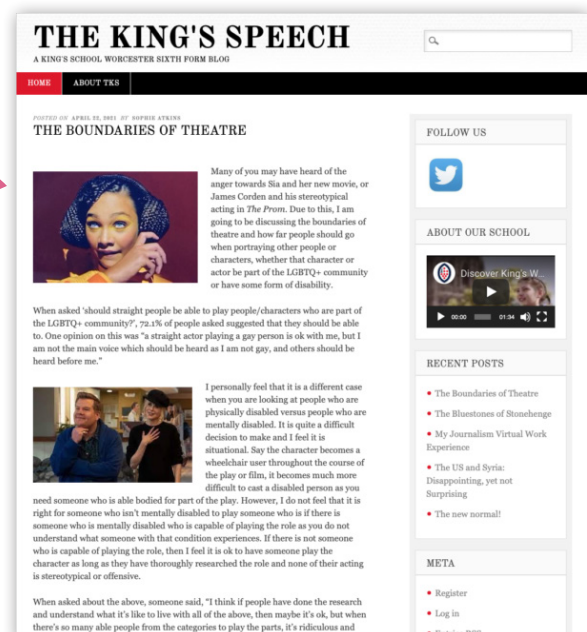 THE KING'S SPEECH
A KING'S SCHOOL WORCESTER SIXTH FORM BLOG
HOME ABOUT TKS
POSTED ON APRIL 22, 2021 BY SOPHIE ATKINS
THE BOUNDARIES OF THEATRE
Many of you may have heard of the
anger towards Sia and her new movie, or
James Corden and his stereotypical
acting in The Prom. Due to this, I am
going to be discussing the boundaries of
theatre and how far people should go
when portraying other people or
characters, whether that character or
actor be part of the LGBTQ+ community
or have some form of disability.
When asked 'should straight people be able to play people/characters who are part of
the LGBTQ+ community?', 72.1% of people asked suggested that they should be able
to. One opinion on this was "a straight actor playing a gay person is ok with me, but I
am not the main voice which should be heard as I am not gay, and others should be
heard before me."
I personally feel that it is a different case
when you are looking at people who are
physically disabled versus people who are
mentally disabled. It is quite a difficult
decision to make and I feel it is
situational. Say the character becomes a
wheelchair user throughout the course of
the play or film, it becomes much more
difficult to cast a disabled person as you
need someone who is able bodied for part of the play. However, I do not feel that it is
right for someone who isn't mentally disabled to play someone who is if there is
someone who is mentally disabled who is capable of playing the role as you do not
understand what someone with that condition experiences. If there is not someone
who is capable of playing the role, then I feel it is ok to have someone play the
character as long as they have thoroughly researched the role and none of their acting
is stereotypical or offensive.
When asked about the above, someone said, "I think if people have done the research
and understand what it's like to live with all of the above, then maybe it's ok, but when
there's so many able people from the categories to play the parts, it's ridiculous and
FOLLOW US
ABOUT OUR SCHOOL
Discover King's W...
00:00 01:34
RECENT POSTS
The Boundaries of Theatre
The Bluestones of Stonehenge
My Journalism Virtual Work
Experience
The US and Syria:
Disappointing, yet not
Surprising
The new normal!
META
Register
Log in